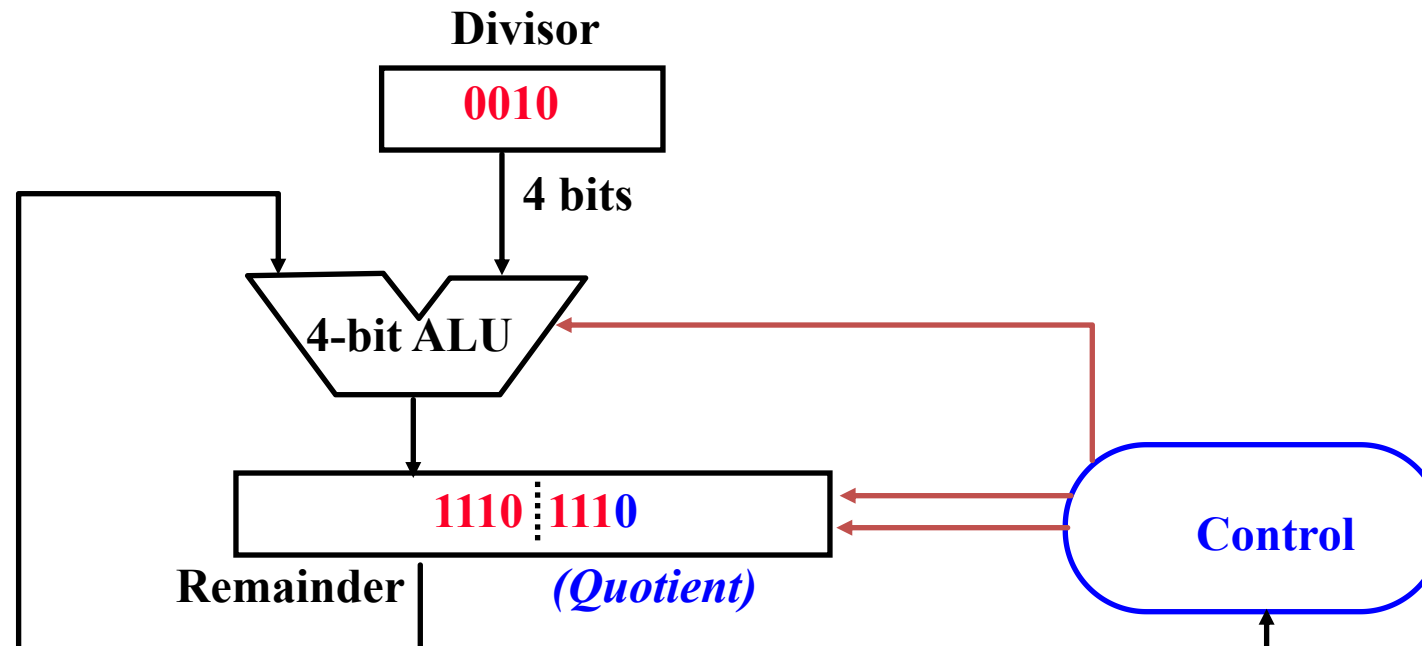 Divisor
0010
4 bits
4-bit ALU
1110 1110
Control
Remainder (Quotient)